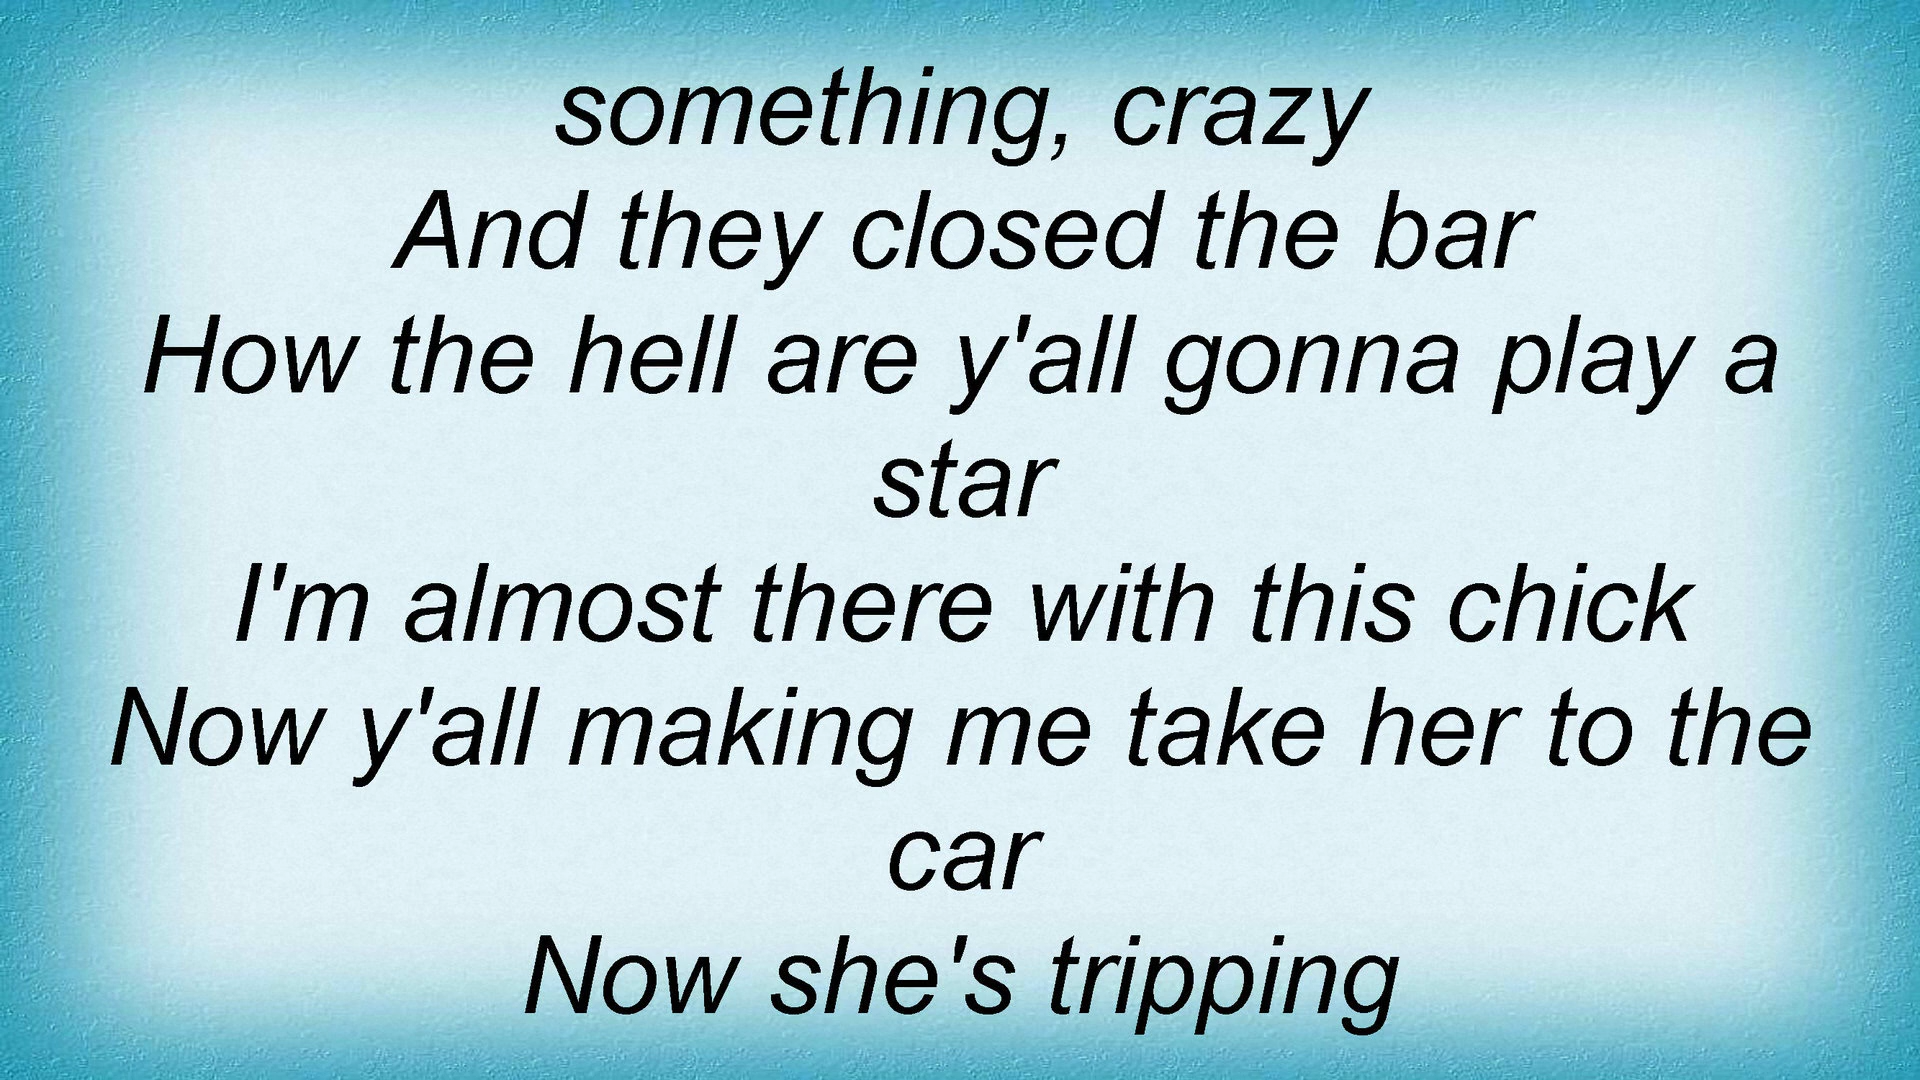 something, crazy
And they closed the bar
How the hell are y'all gonna play a
star
I'm almost there with this chick
Now y'all making me take her to the
car
Now she's tripping